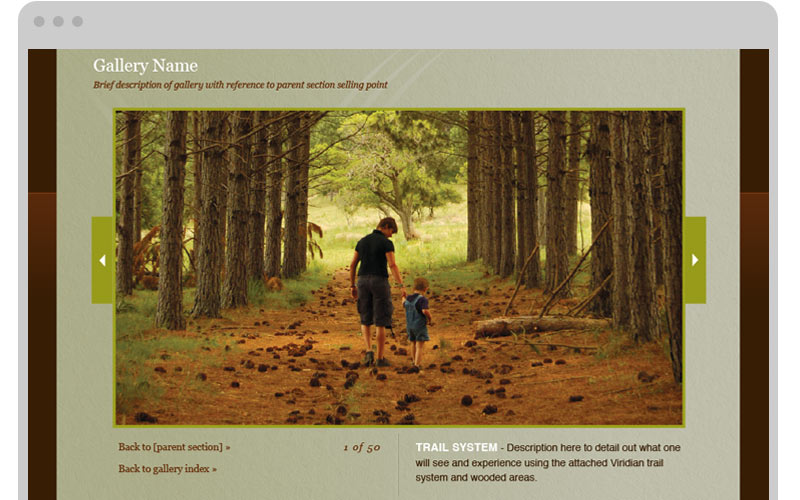 Gallery Name
Brief description of gallery with reference to parent section selling point
Back to [parent section] »
1 of 50
Back to gallery index »
TRAIL SYSTEM - Description here to detail out what one
will see and experience using the attached Viridian trail
system and wooded areas.